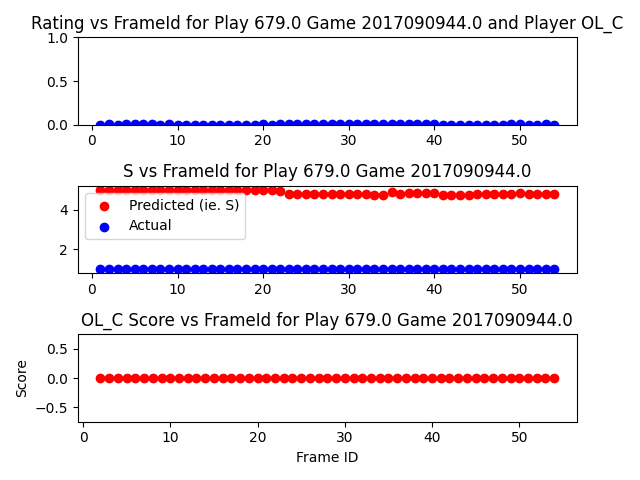 Rating vs FrameId for Play 679.0 Game 2017090944.0 and Player OL_C
1.0
0.5
0.0
0 10 20 30 40 50
S vs FrameId for Play 679.0 Game 2017090944.0
4
2
Predicted (ie. S)
Actual
0 10 20 30 40 50
OL_C Score vs FrameId for Play 679.0 Game 2017090944.0
Score
0.5
0.0
−0.5
0 10 20 30 40 50
Frame ID